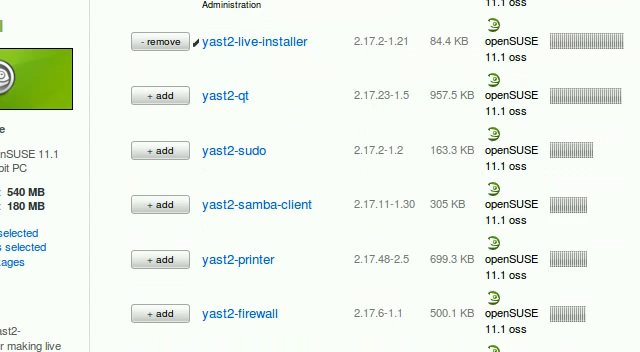 Administration
11.1 oss
- remove yast2-live-installer 2.17.2-1.21 84.4 KB openSUSE
11.1 oss
+ add yast2-qt 2.17.23-1.5 957.5 KB openSUSE
11.1 oss
+ add yast2-sudo 2.17.2-1.2 163.3 KB openSUSE
11.1 oss
+ add yast2-samba-client 2.17.11-1.30 305 KB openSUSE
11.1 oss
+ add yast2-printer 2.17.48-2.5 699.3 KB openSUSE
11.1 oss
+ add yast2-firewall 2.17.6-1.1 500.1 KB openSUSE
11.1 oss
e
nSUSE 11.1
bit PC
: 540 MB
: 180 MB
selected
s selected
ages
ast2-
r making live